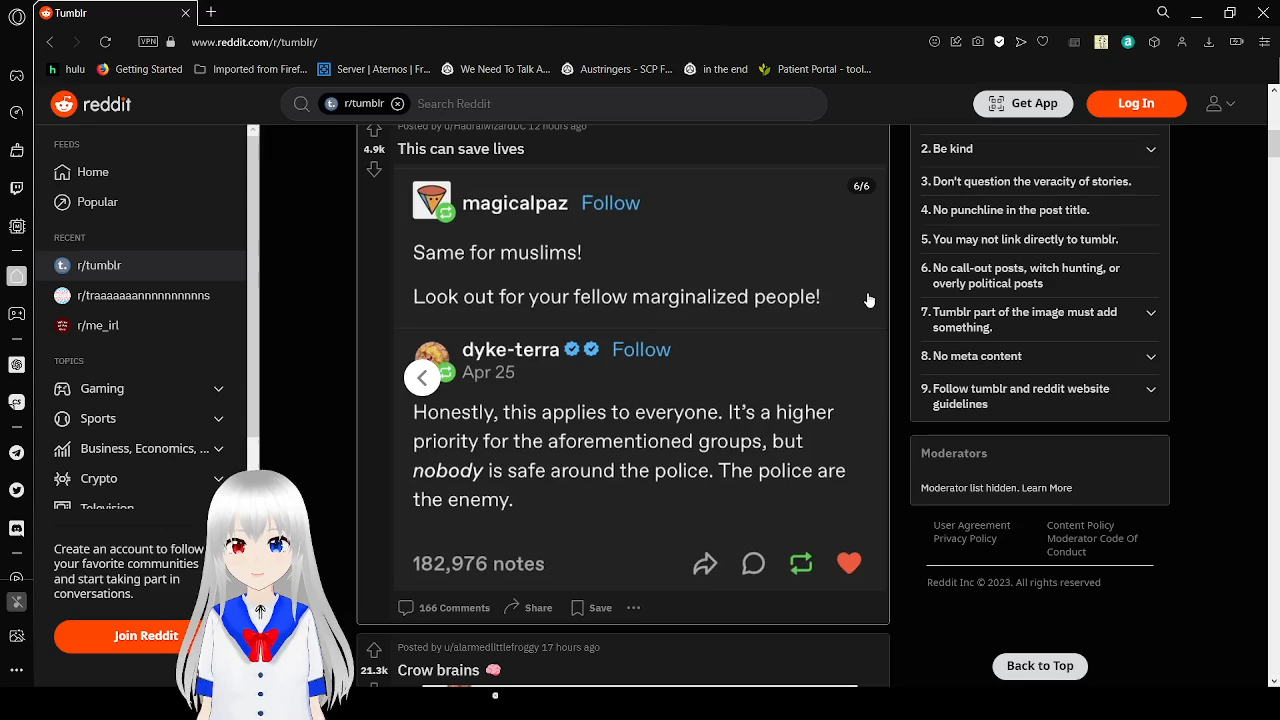 Tumblr
VPN
www.reddit.com/r/tumblr/
hulu
Getting Started
Imported from Firef...
Server | Aternos | Fr...
We Need To Talk A...
Austringers - SCP F...
in the end
Patient Portal - tool...
reddit
r/tumblr
Search Reddit
Get App
Log In
FEEDS
Home
Popular
RECENT
r/tumblr
r/traaaaaaannnnnnnnnns
r/me_irl
TOPICS
Gaming
Sports
Business, Economics, ...
Crypto
Television
Create an account to follow
your favorite communities
and start taking part in
conversations.
Join Reddit
Posted by u/HadraiwizardDC 12 hours ago
4.9k
This can save lives
6/6
magicalpaz Follow
Same for muslims!
Look out for your fellow marginalized people!
dyke-terra Follow
Apr 25
Honestly, this applies to everyone. It's a higher
priority for the aforementioned groups, but
nobody is safe around the police. The police are
the enemy.
182,976 notes
166 Comments
Share
Save
Posted by u/alarmedlittlefroggy 17 hours ago
21.3k
Crow brains 🧠
2. Be kind
3. Don't question the veracity of stories.
4. No punchline in the post title.
5. You may not link directly to tumblr.
6. No call-out posts, witch hunting, or
overly political posts
7. Tumblr part of the image must add
something.
8. No meta content
9. Follow tumblr and reddit website
guidelines
Moderators
Moderator list hidden. Learn More
User Agreement
Privacy Policy
Content Policy
Moderator Code Of
Conduct
Reddit Inc © 2023. All rights reserved
Back to Top